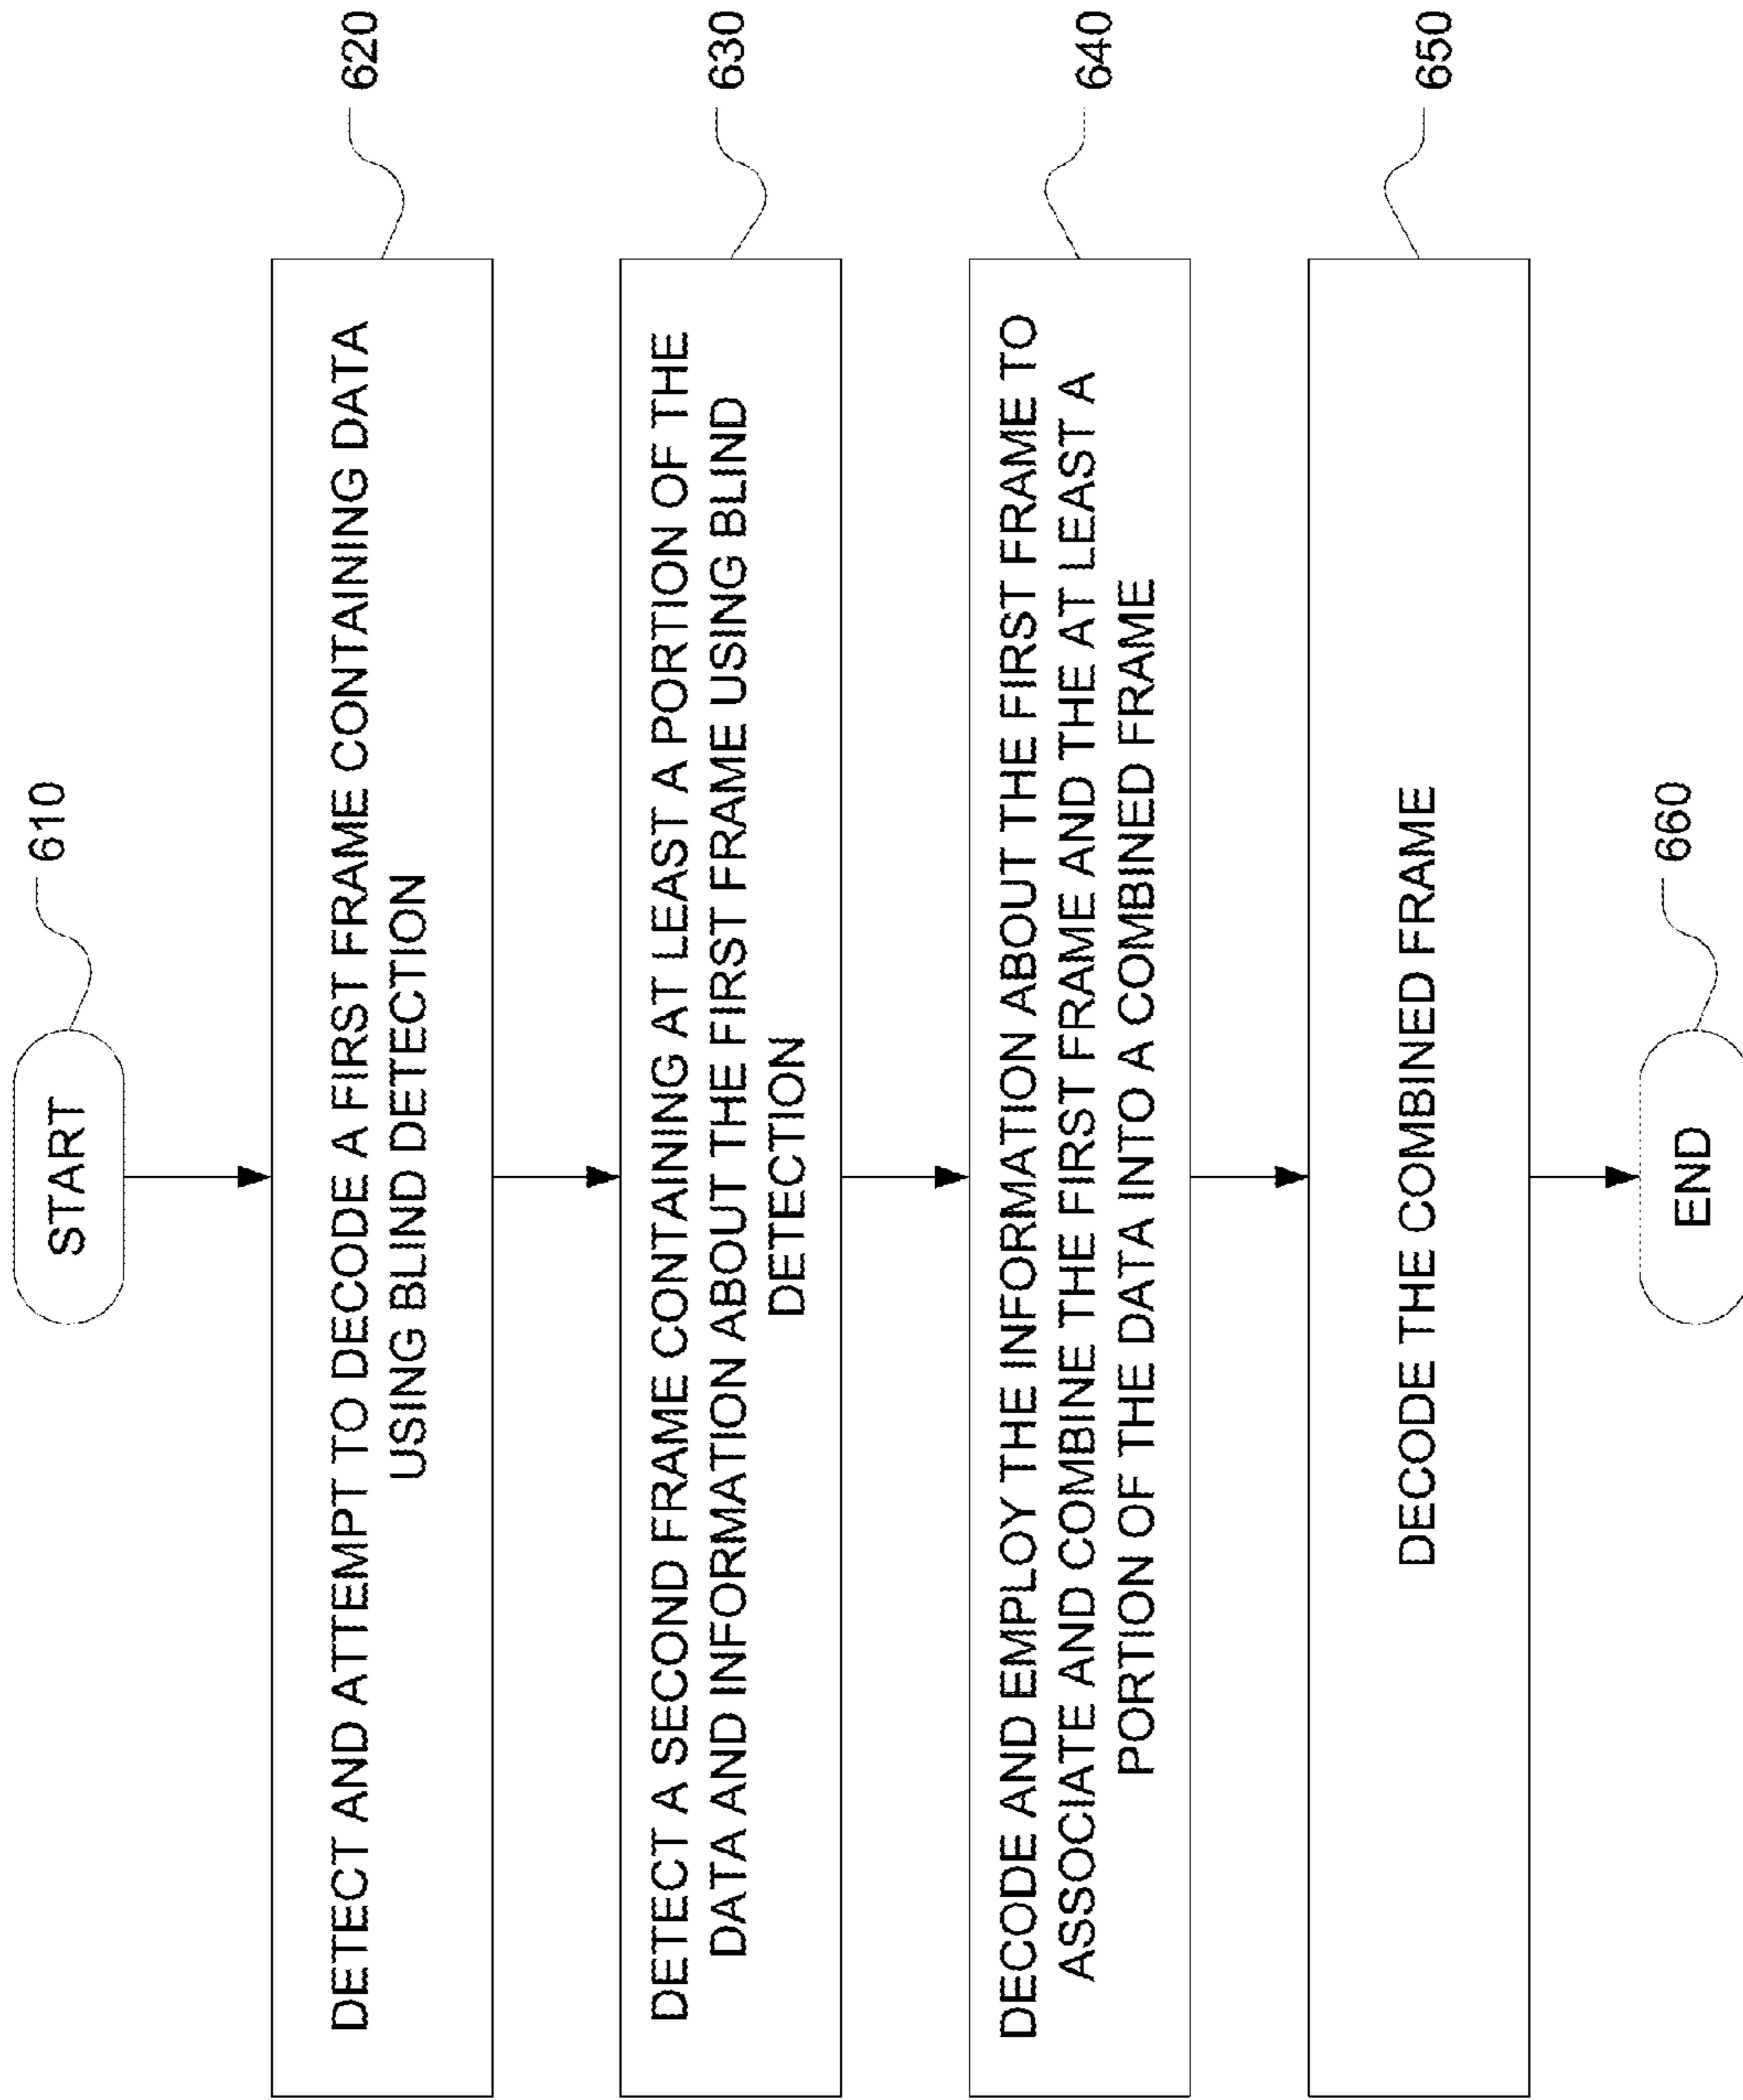 START
610
DETECT AND ATTEMPT TO DECODE A FIRST FRAME CONTAINING DATA
USING BLIND DETECTION
620
DETECT A SECOND FRAME CONTAINING AT LEAST A PORTION OF THE
DATA AND INFORMATION ABOUT THE FIRST FRAME USING BLIND
DETECTION
630
DECODE AND EMPLOY THE INFORMATION ABOUT THE FIRST FRAME TO
ASSOCIATE AND COMBINE THE FIRST FRAME AND THE AT LEAST A
PORTION OF THE DATA INTO A COMBINED FRAME
640
DECODE THE COMBINED FRAME
650
END
660